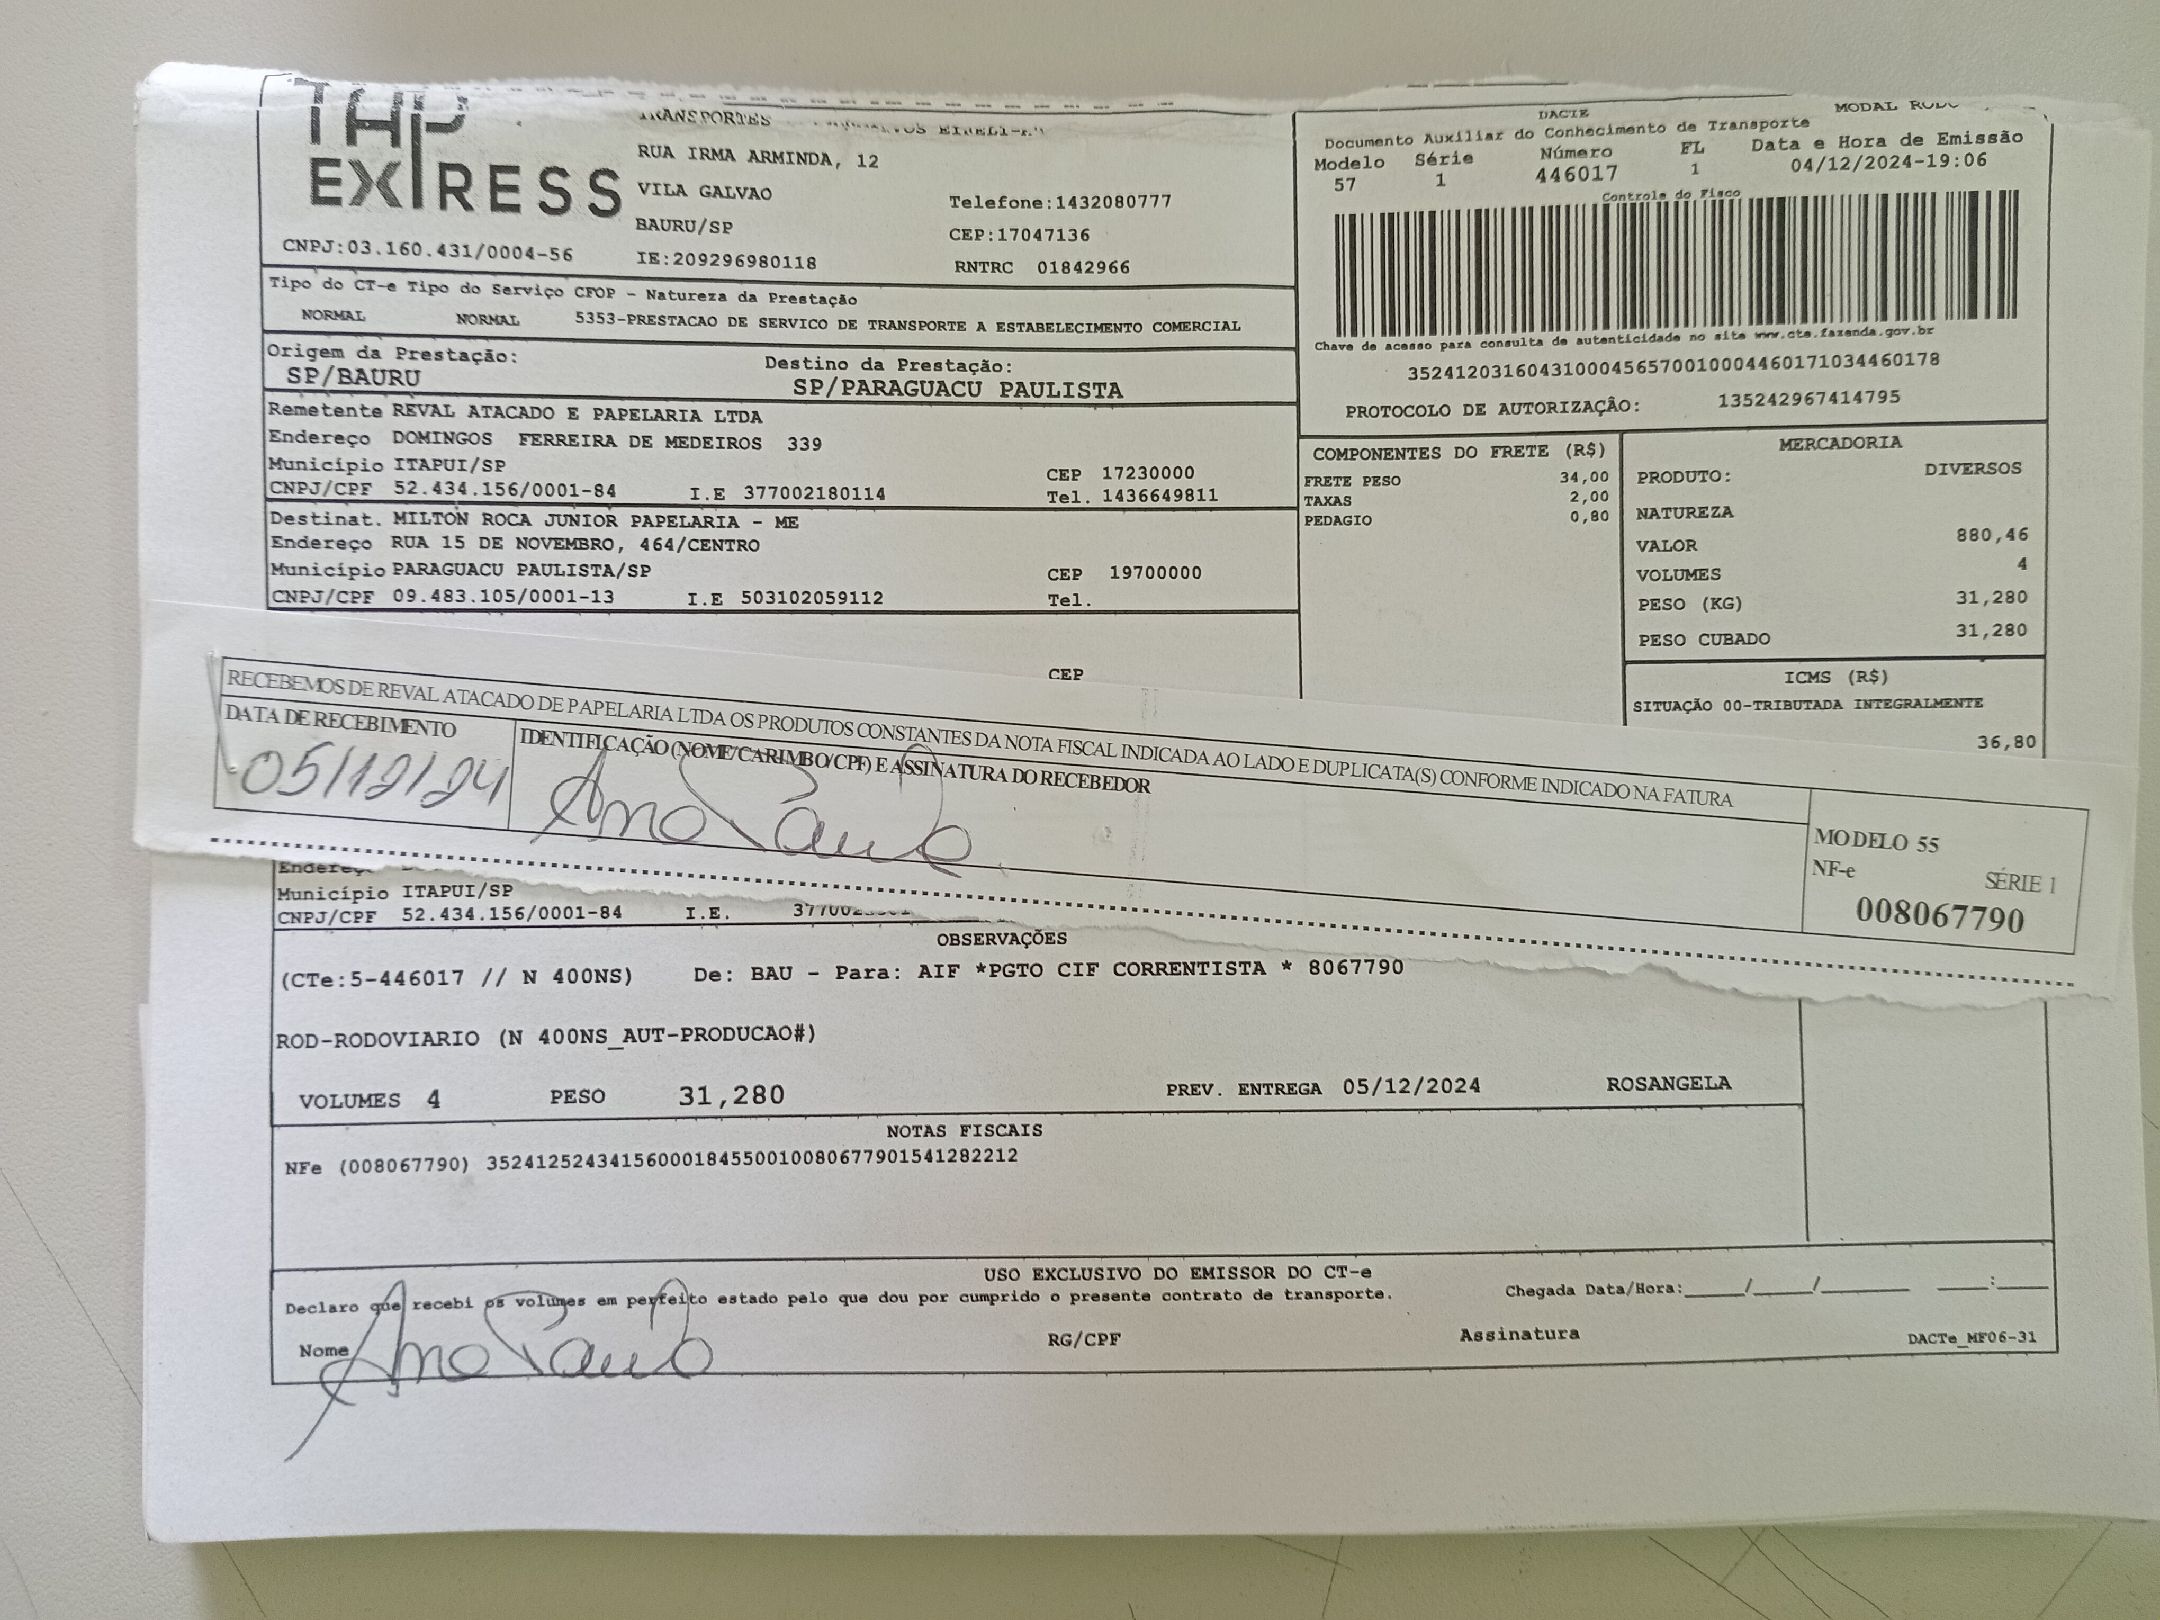 TAP
EXPRESS
TRANSPORTES
RUA IRMA ARMINDA, 12
VILA GALVAO
Telefone:1432080777
BAURU/SP
CEP:17047136
CNPJ:03.160.431/0004-56
IE:209296980118
RNTRC 01842966
DACTE
MODAL
Documento Auxiliar do Conhecimento de Transporte
Modelo Série Número FL Data e Hora de Emissão
57 1 446017 1 04/12/2024-19:06
Controle do Fisco
Chave de acesso para consulta de autenticidade no site www.cte.fazenda.gov.br
35241203160431000456570010004460171034460178
PROTOCOLO DE AUTORIZAÇÂO: 135242967414795
Tipo do CT-e Tipo do Serviço CFOP - Natureza da Prestação
NORMAL NORMAL 5353-PRESTACAO DE SERVICO DE TRANSPORTE A ESTABELECIMENTO COMERCIAL
Origem da Prestação: Destino da Prestação:
SP/BAURU SP/PARAGUACU PAULISTA
Remetente REVAL ATACADO E PAPELARIA LTDA
Endereço DOMINGOS FERREIRA DE MEDEIROS 339
Município ITAPUI/SP CEP 17230000
CNPJ/CPF 52.434.156/0001-84 I.E 377002180114 Tel. 1436649811
Destinat. MILTON ROCA JUNIOR PAPELARIA - ME
Endereço RUA 15 DE NOVEMBRO, 464/CENTRO
Município PARAGUACU PAULISTA/SP CEP 19700000
CNPJ/CPF 09.483.105/0001-13 I.E 503102059112 Tel.
CEP
COMPONENTES DO FRETE (R$)
FRETE PESO 34,00
TAXAS 2,00
PEDAGIO 0,80
MERCADORIA
PRODUTO: DIVERSOS
NATUREZA
VALOR 880,46
VOLUMES 4
PESO (KG) 31,280
PESO CUBADO 31,280
ICMS (R$)
SITUAÇÃO 00-TRIBUTADA INTEGRALMENTE
36,80
RECEBEMOS DE REVAL ATACADO DE PAPELARIA LTDA OS PRODUTOS CONSTANTES DA NOTA FISCAL INDICADA AO LADO E DUPLICATA(S) CONFORME INDICADO NA FATURA
DATA DE RECEBIMENTO
IDENTIFICAÇÃO (NOME/CARIMBO/CPF) E ASSINATURA DO RECEBEDOR
05/12/24
Ana Paula
MODELO 55
NF-e SÉRIE 1
008067790
Município ITAPUI/SP
CNPJ/CPF 52.434.156/0001-84 I.E.
OBSERVAÇÕES
(CTe:5-446017 // N 400NS) De: BAU - Para: AIF *PGTO CIF CORRENTISTA * 8067790
ROD-RODOVIARIO (N 400NS_AUT-PRODUCAO#)
VOLUMES 4 PESO 31,280 PREV. ENTREGA 05/12/2024 ROSANGELA
NOTAS FISCAIS
NFe (008067790) 35241252434156000184550010080677901541282212
USO EXCLUSIVO DO EMISSOR DO CT-e
Declaro que recebi os volumes em perfeito estado pelo que dou por cumprido o presente contrato de transporte.
Chegada Data/Hora:____/____/______ ____:____
Nome Ana Paula RG/CPF Assinatura DACTe_MF06-31